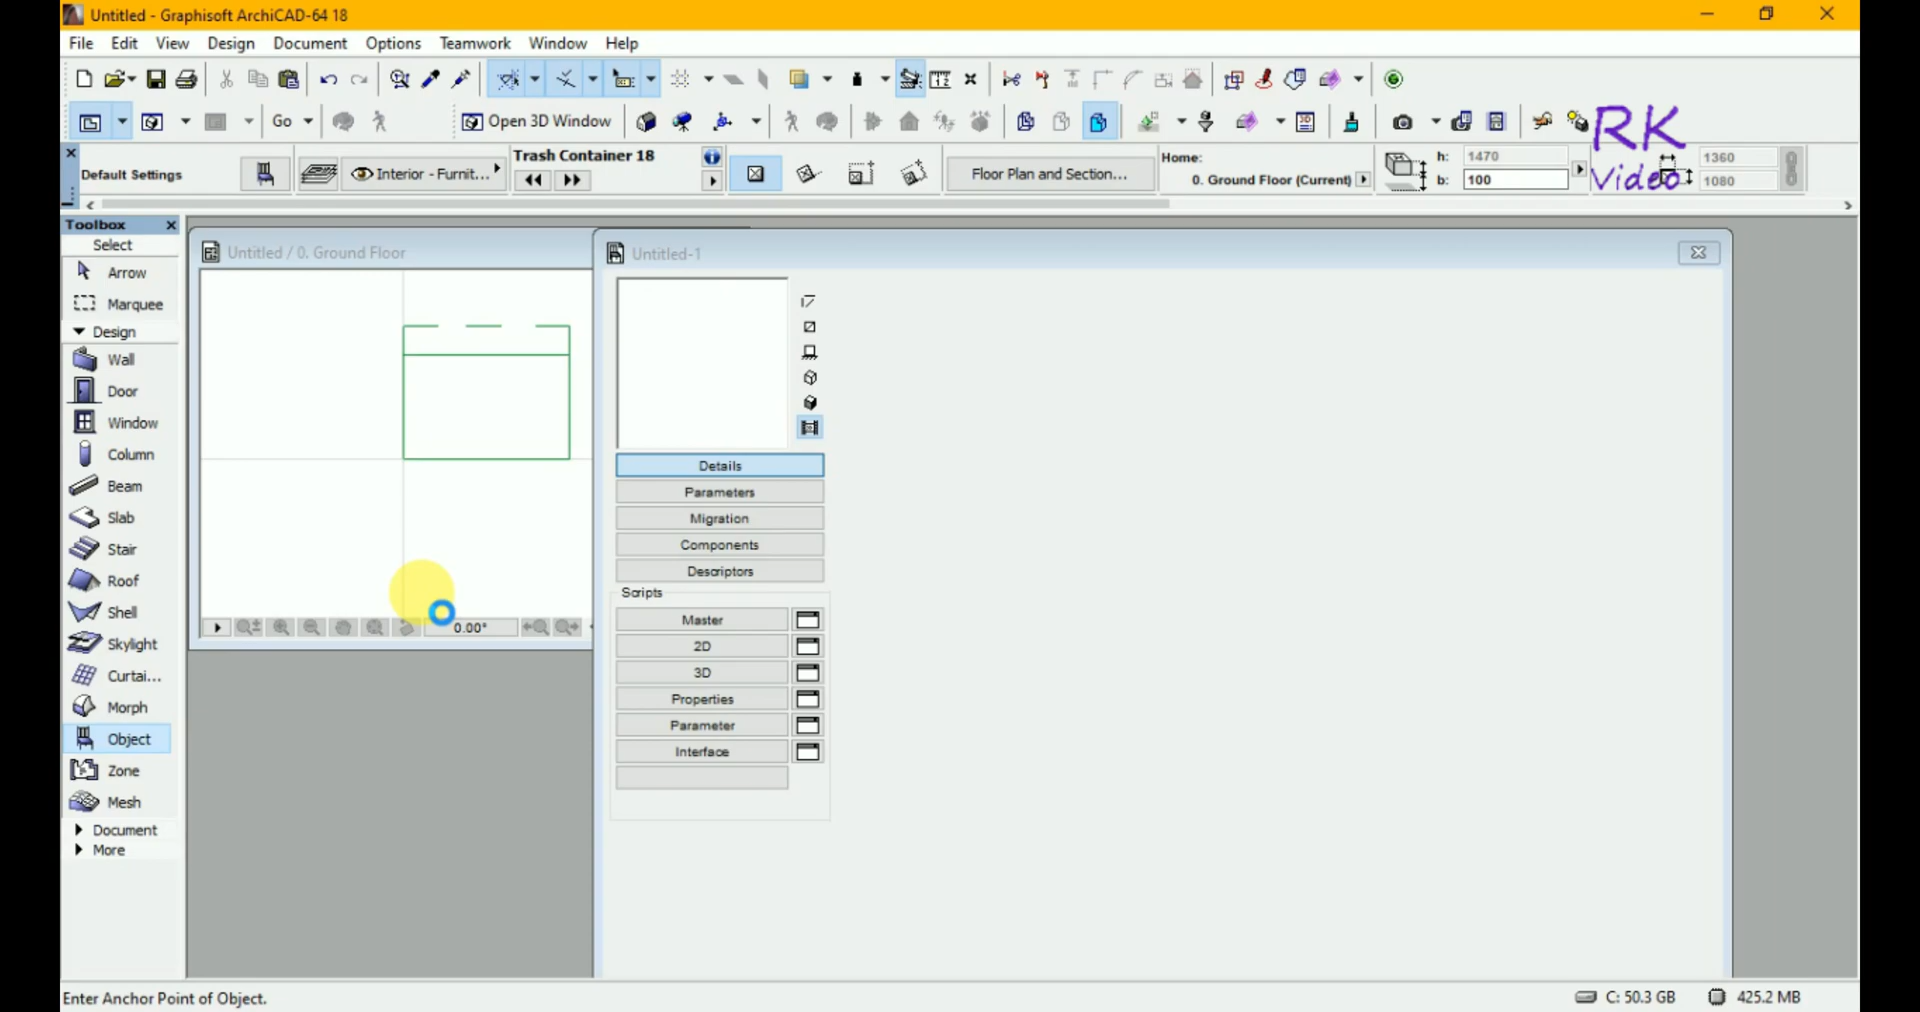 Untitled - Graphisoft ArchiCAD-64 18
File Edit View Design Document Options Teamwork Window Help
Go Open 3D Window
RK
Video
Default Settings
Interior - Furnit...
Trash Container 18
Floor Plan and Section...
Home:
0. Ground Floor (Current)
h: 1470
b: 100
1360
1080
Toolbox
Select
Arrow
Marquee
Design
Wall
Door
Window
Column
Beam
Slab
Stair
Roof
Shell
Skylight
Curtai...
Morph
Object
Zone
Mesh
Document
More
Untitled / 0. Ground Floor
0.00°
Untitled-1
Details
Parameters
Migration
Components
Descriptors
Scripts
Master
2D
3D
Properties
Parameter
Interface
Enter Anchor Point of Object.
C: 50.3 GB
425.2 MB